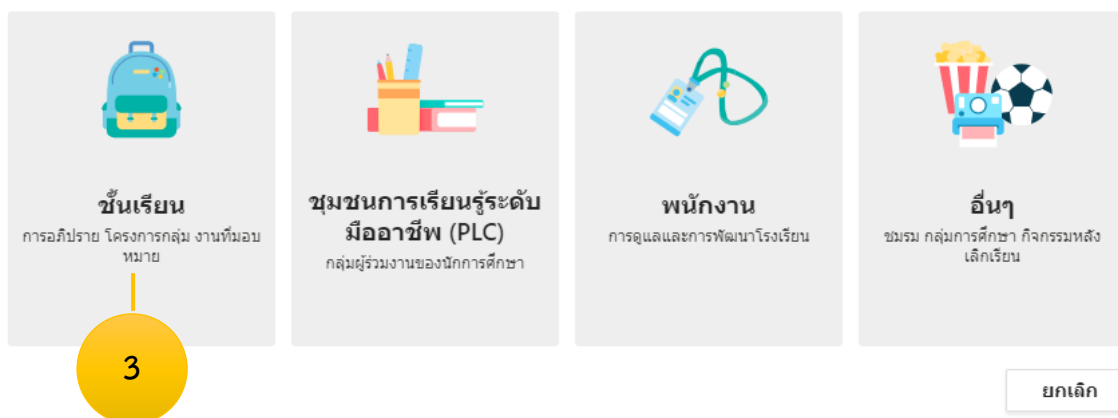 ชั้นเรียน
การอภิปราย โครงการกลุ่ม งานที่มอบ
หมาย
ชุมชนการเรียนรู้ระดับ
มืออาชีพ (PLC)
กลุ่มผู้ร่วมงานของนักการศึกษา
พนักงาน
การดูแลและการพัฒนาโรงเรียน
อื่นๆ
ชมรม กลุ่มการศึกษา กิจกรรมหลัง
เลิกเรียน
3
ยกเลิก